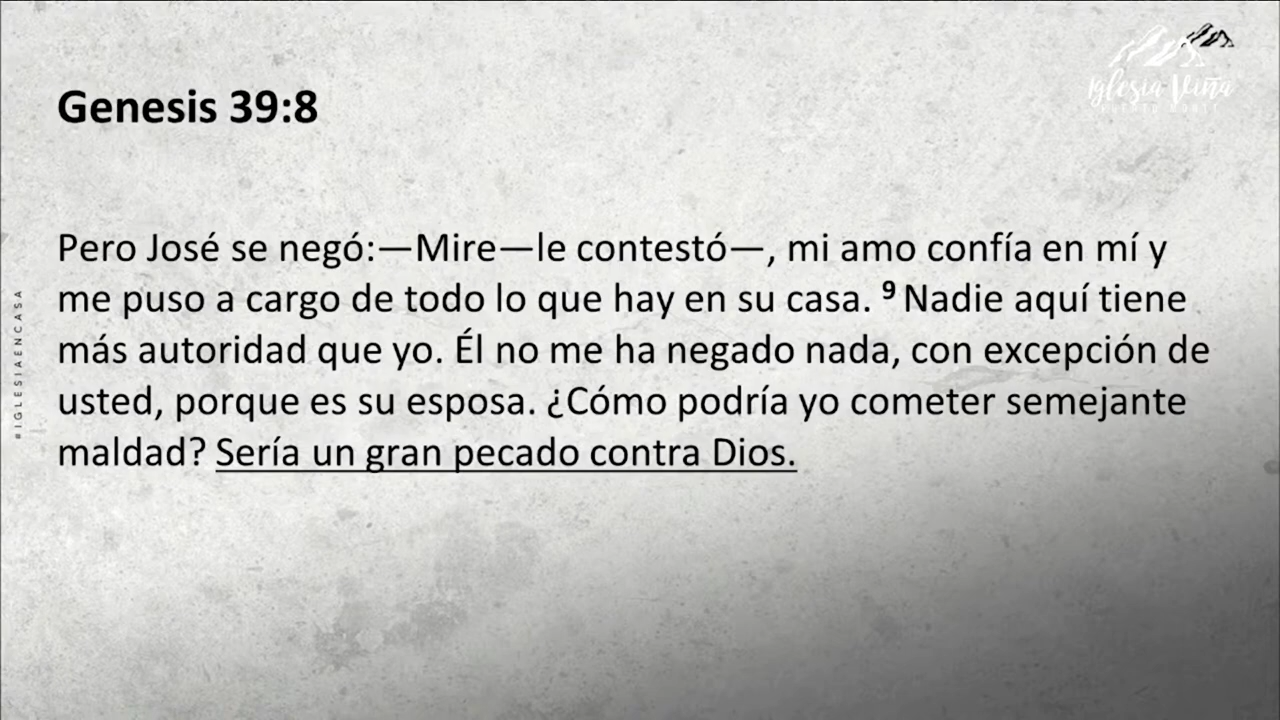 Iglesia Viña
Genesis 39:8
Pero José se negó:—Mire—le contestó—, mi amo confía en mí y
me puso a cargo de todo lo que hay en su casa. 9 Nadie aquí tiene
más autoridad que yo. Él no me ha negado nada, con excepción de
usted, porque es su esposa. ¿Cómo podría yo cometer semejante
maldad? Sería un gran pecado contra Dios.
#IGLESIAENCASA